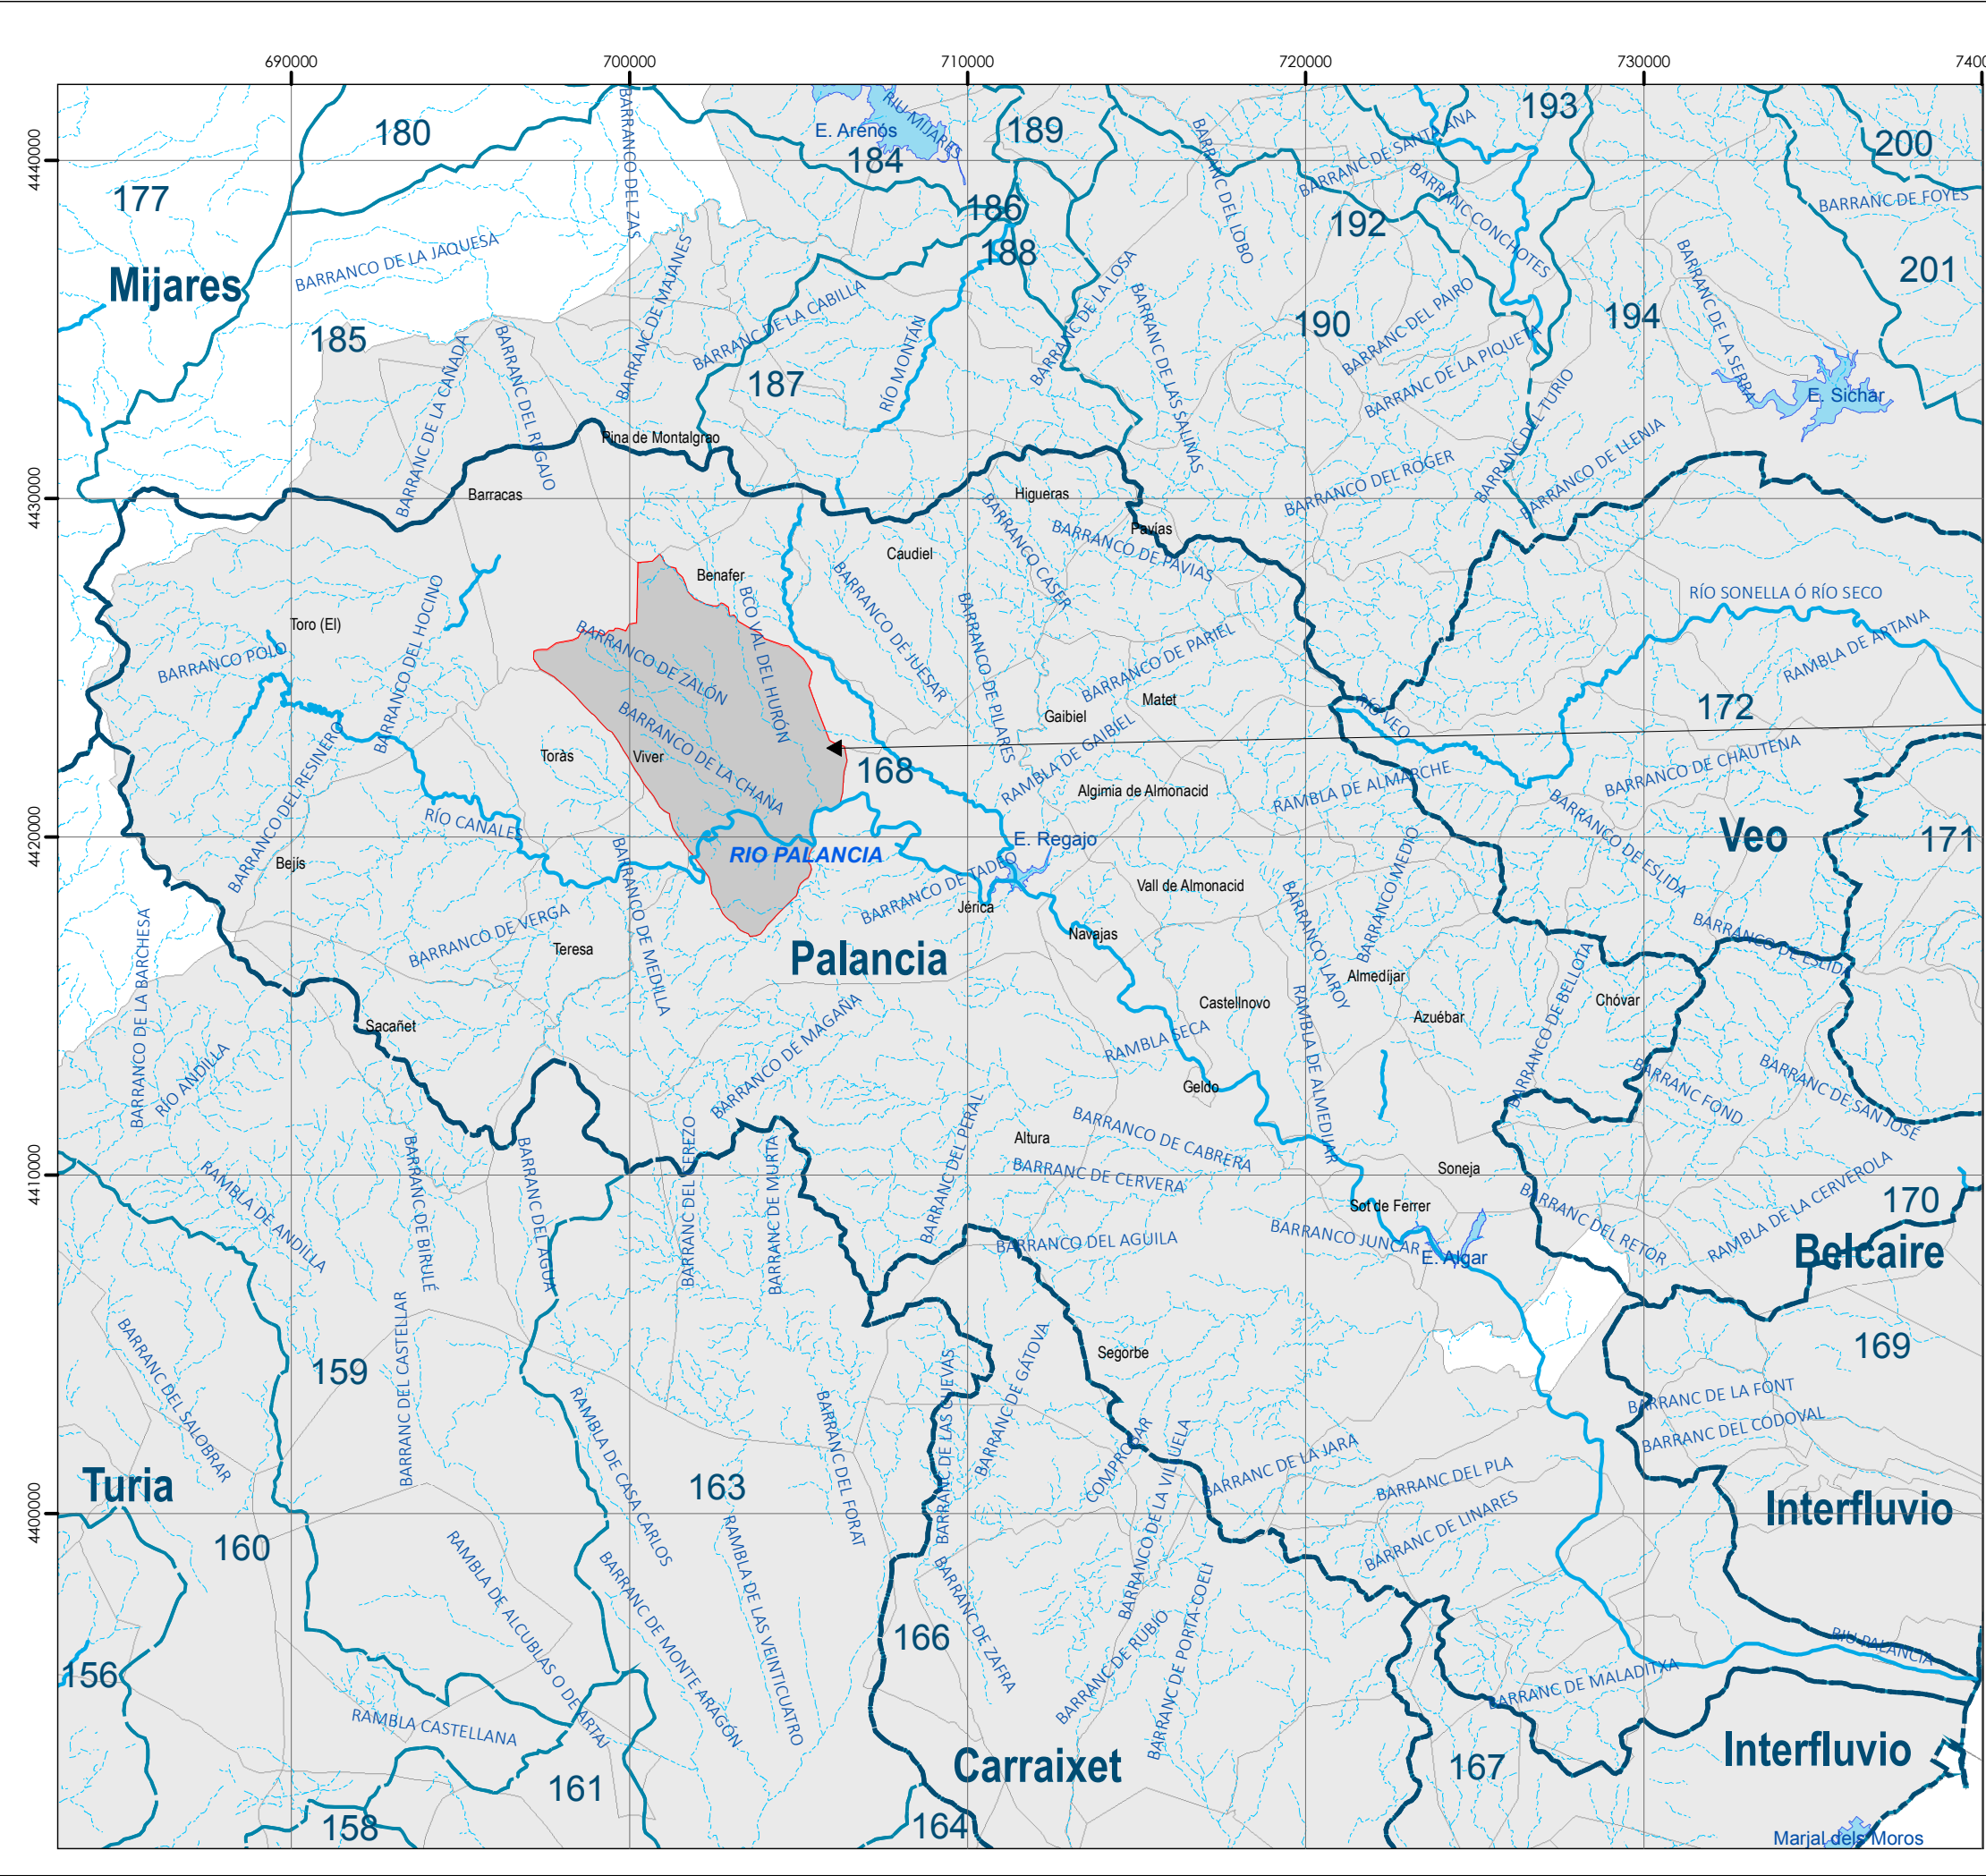 690000
700000
710000
720000
730000
4440000
4430000
4420000
4410000
4400000
180
177
184
189
193
200
186
188
192
201
190
194
185
187
Mijares
E. Arenós
RIU MIJARES
BARRANCO DEL ZAS
BARRANC DEL LOBO
BARRANC DE SANTA ANA
BARRANC CONCHOTES
BARRANC DE FOYES
BARRANCO DE LA JAQUESA
BARRANC DE MAJANES
BARRANC DE LA CABILLA
RÍO MONTÁN
BARRANC DE LA LOSA
BARRANC DE LAS SALINAS
BARRANC DEL PAIRO
BARRANC DE LA PIQUETA
BARRANC DE LA SERRA
E. Sichar
BARRANC DE LA CAÑADA
BARRANC DEL REGAJO
BARRANC DEL TURIO
BARRANCO DE LLENJA
BARRANCO DEL ROGER
Pina de Montalgrao
Barracas
Higueras
Pavías
BARRANCO CASER
BARRANCO DE PAVIAS
Caudiel
Benafer
BCO VAL DEL HURÓN
BARRANCO DE JUESAR
BARRANCO DE PILARES
BARRANCO DE PARIEL
RÍO SONELLA Ó RÍO SECO
RAMBLA DE ARTANA
Toro (El)
BARRANCO POLO
BARRANCO DEL HOCINO
BARRANCO DE ZALÓN
BARRANCO DE LA CHANA
Matet
Gaibiel
RAMBLA DE GAIBIEL
RÍO VEO
172
Toràs
Viver
168
Algimia de Almonacid
RAMBLA DE ALMARCHE
BARRANCO DE CHAUTENA
BARRANCO DEL RESINERO
RÍO CANALES
E. Regajo
Veo
171
BARRANCO DE ESLIDA
Bejís
RIO PALANCIA
BARRANCO DE TADEO
Jérica
Vall de Almonacid
BARRANCO MEDIO
BARRANCO LAROY
BARRANCO DE MEDILLA
BARRANCO DE VERGA
Teresa
Palancia
Navajas
BARRANCO DE ESLIDA
Almedíjar
Castellnovo
Azuébar
Chóvar
BARRANCO DE BELLOTA
BARRANCO DE LA BARCHESA
RÍO ANDILLA
Sacañet
BARRANCO DE MAGAÑA
RAMBLA SECA
RAMBLA DE ALMEDIJAR
Geldo
BARRANC FOND
BARRANC DE SAN JOSÉ
Altura
BARRANCO DE CABRERA
BARRANC DE CERVERA
BARRANC DEL PERAL
Soneja
Sot de Ferrer
BARRANCO JUNCAR
E. Algar
BARRANC DEL RETOR
RAMBLA DE LA CERVEROLA
170
Belcaire
RAMBLA DE ANDILLA
BARRANC DE BIRULÉ
BARRANC DEL AGUA
BARRANC DE MURTA
BARRANCO DEL AGUILA
169
BARRANC DEL SALOBRAR
159
BARRANC DEL CASTELLAR
BARRANC DE LAS CUEVAS
BARRANC DE GÁTOVA
Segorbe
BARRANC DE LA FONT
BARRANC DEL CODOVAL
Turia
160
163
RAMBLA DE CASA CARLOS
BARRANC DEL FORAT
COMPROSAR
BARRANC DE LA JARA
BARRANC DEL PLA
BARRANC DE LINARES
Interfluvio
RAMBLA DE ALCUBLAS O DE ARTAJ
BARRANC DE MONTE ARAGÓN
RAMBLA DE LAS VEINTICUATRO
166
BARRANC DE ZAFRA
BARRANC DE RUBIO
BARRANC DE PORTA-COELI
156
RIU PALANCIA
BARRANC DE MALADITXA
RAMBLA CASTELLANA
161
Carraixet
167
Interfluvio
158
164
Marjal dels Moros